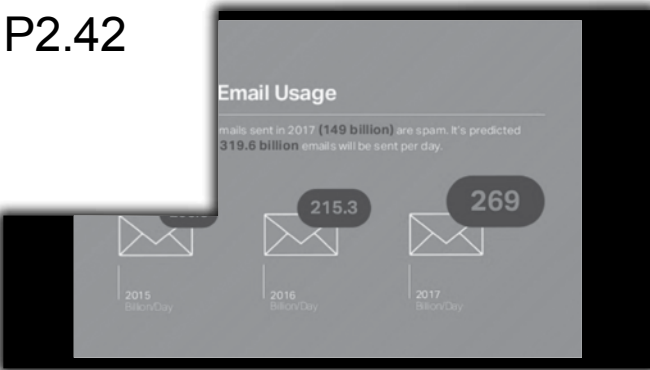 P2.42
Email Usage
mails sent in 2017 (149 billion) are spam. It's predicted
319.6 billion emails will be sent per day.
215.3
269
2015
Billion/Day
2016
Billion/Day
2017
Billion/Day